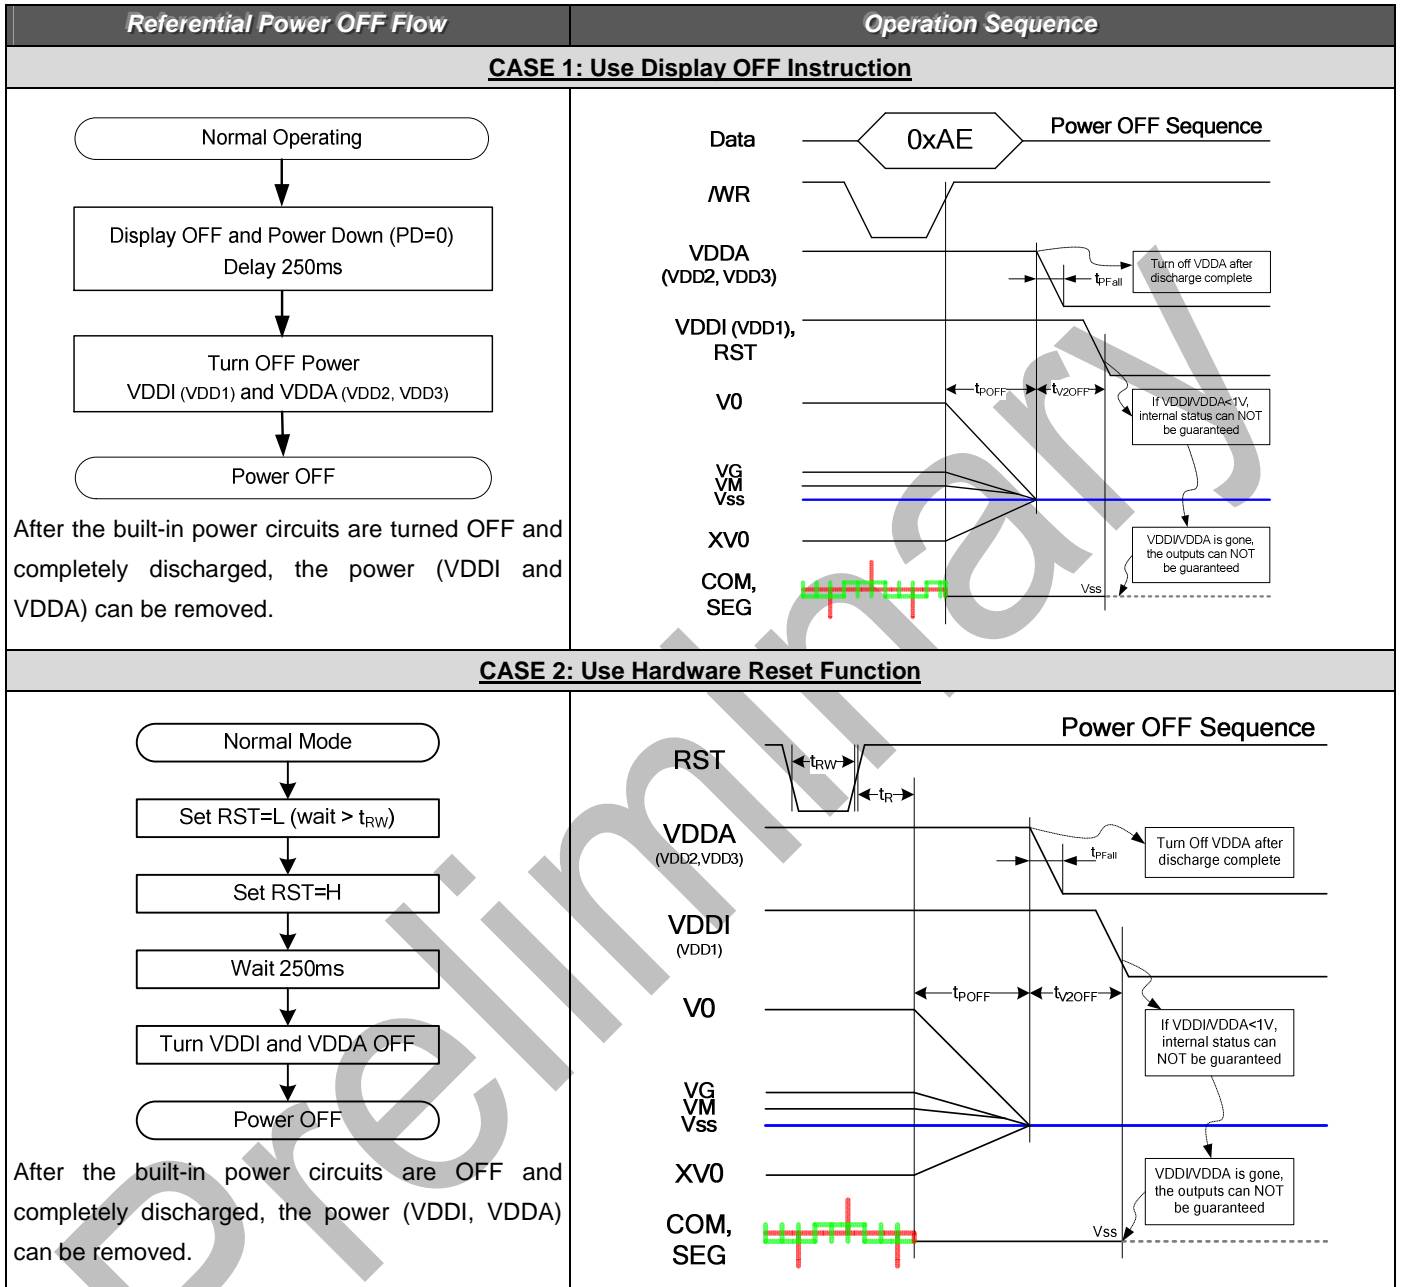 Referential Power OFF Flow
Operation Sequence
CASE 1: Use Display OFF Instruction
Normal Operating
Display OFF and Power Down (PD=0)
Delay 250ms
Turn OFF Power
VDDI (VDD1) and VDDA (VDD2, VDD3)
Power OFF
After the built-in power circuits are turned OFF and
completely discharged, the power (VDDI and
VDDA) can be removed.
Data
0xAE
Power OFF Sequence
/WR
VDDA
(VDD2, VDD3)
tPFall
Turn off VDDA after
discharge complete
VDDI (VDD1),
RST
tPOFF
tV2OFF
V0
If VDDI/VDDA<1V,
internal status can NOT
be guaranteed
VG
VM
Vss
XV0
VDDI/VDDA is gone,
the outputs can NOT
be guaranteed
COM,
SEG
Vss
CASE 2: Use Hardware Reset Function
Normal Mode
Set RST=L (wait > tRW)
Set RST=H
Wait 250ms
Turn VDDI and VDDA OFF
Power OFF
After the built-in power circuits are OFF and
completely discharged, the power (VDDI, VDDA)
can be removed.
Power OFF Sequence
RST
tRW
tR
VDDA
(VDD2,VDD3)
tPFall
Turn Off VDDA after
discharge complete
VDDI
(VDD1)
tPOFF
tV2OFF
V0
If VDDI/VDDA<1V,
internal status can
NOT be guaranteed
VG
VM
Vss
XV0
VDDI/VDDA is gone,
the outputs can NOT
be guaranteed
COM,
SEG
Vss
Preliminary